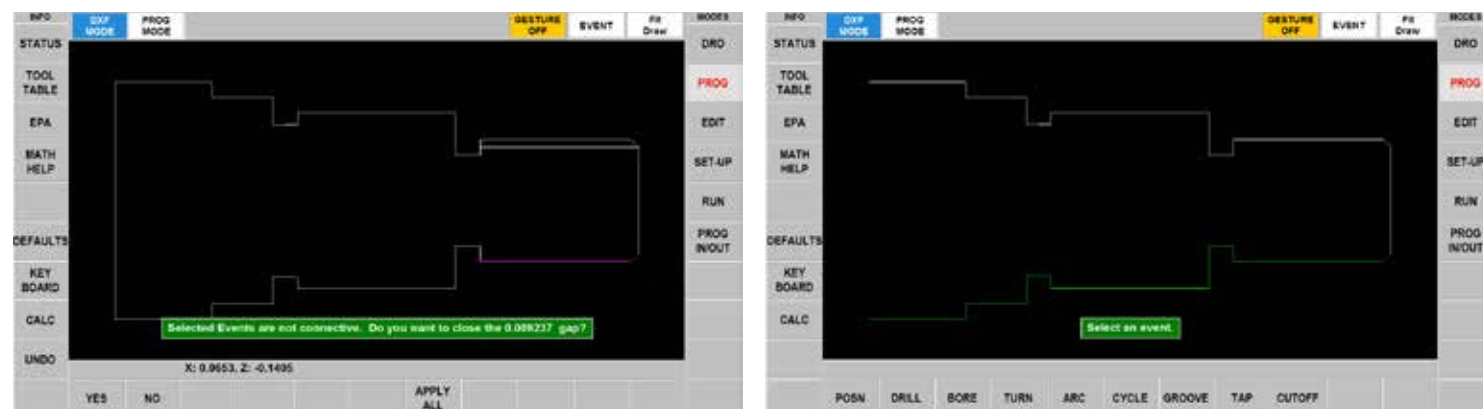 INFO
DXF MODE
PROG MODE
GESTURE OFF
EVENT
Fit Draw
MODES
STATUS
TOOL TABLE
EPA
MATH HELP
DEFAULTS
KEY BOARD
CALC
UNDO
DRO
PROG
EDIT
SET-UP
RUN
PROG IN/OUT
Selected Events are not connective. Do you want to close the 0.089237 gap?
X: 0.9653, Z: -0.1495
YES
NO
APPLY ALL
INFO
DXF MODE
PROG MODE
GESTURE OFF
EVENT
Fit Draw
MODES
STATUS
TOOL TABLE
EPA
MATH HELP
DEFAULTS
KEY BOARD
CALC
DRO
PROG
EDIT
SET-UP
RUN
PROG IN/OUT
Select an event.
POSN DRILL BORE TURN ARC CYCLE GROOVE TAP CUTOFF